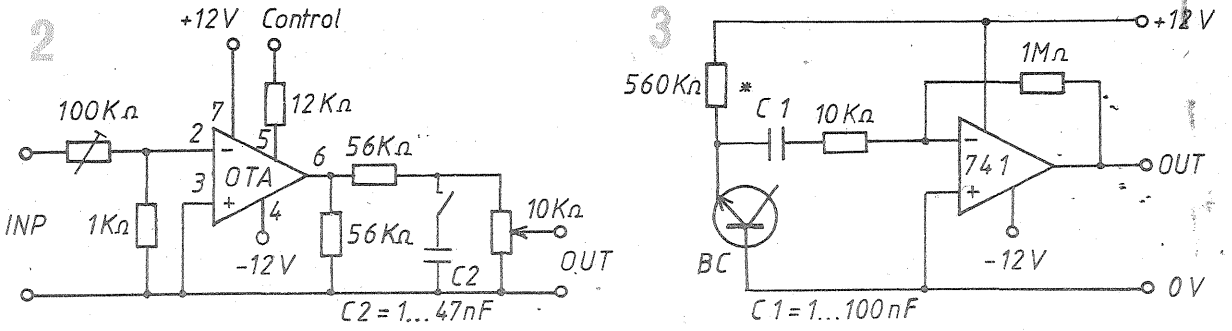 2
+12V
Control
100KΩ
7
12KΩ
2
5
6
56KΩ
-
OTA
3
+
4
INP
1KΩ
56KΩ
10KΩ
-12V
C2
OUT
C2 = 1...47nF
3
+12V
1MΩ
560KΩ
*
C1
10KΩ
-
741
OUT
+
BC
-12V
0V
C1 = 1...100nF